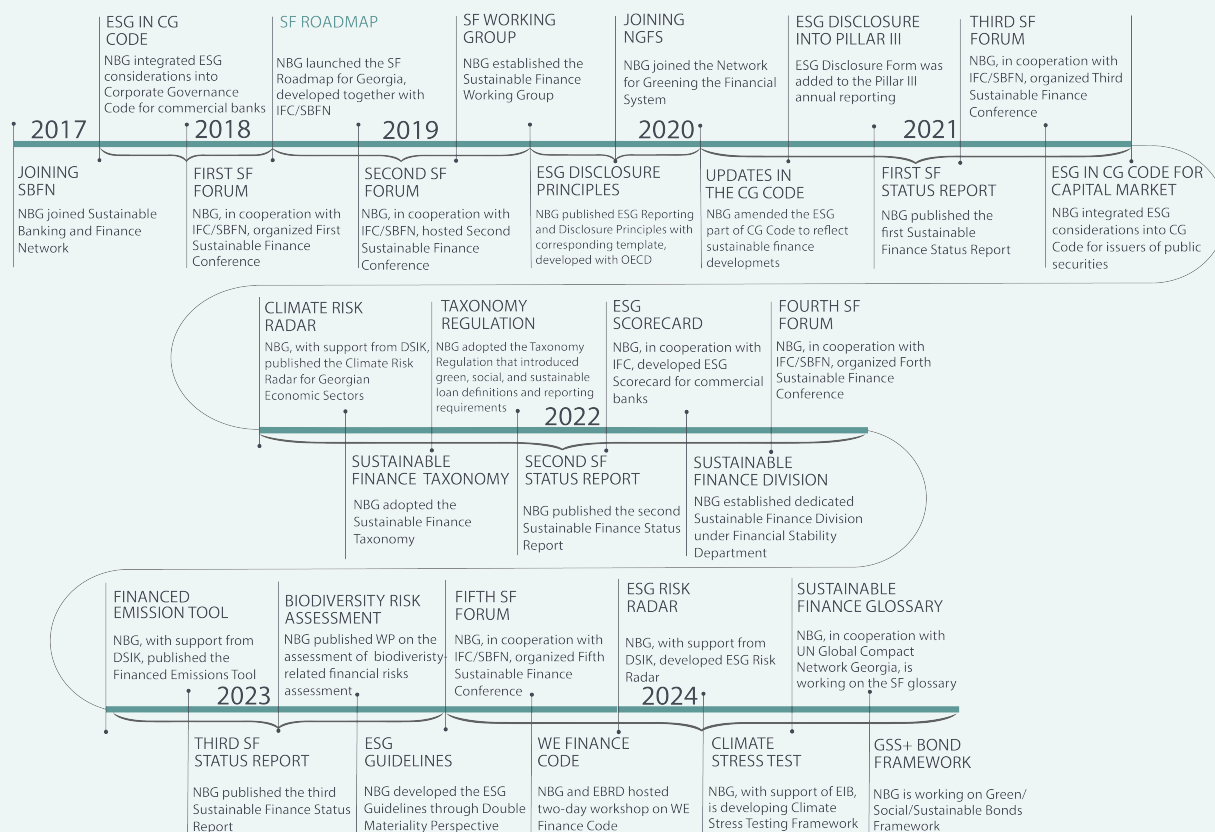 ESG IN CG
CODE
NBG integrated ESG
considerations into
Corporate Governance
Code for commercial banks
SF ROADMAP
NBG launched the SF
Roadmap for Georgia,
developed together with
IFC/SBFN
SF WORKING
GROUP
NBG established the
Sustainable Finance
Working Group
JOINING
NGFS
NBG joined the Network
for Greening the Financial
System
ESG DISCLOSURE
INTO PILLAR III
ESG Disclosure Form was
added to the Pillar III
annual reporting
THIRD SF
FORUM
NBG, in cooperation with
IFC/SBFN, organized Third
Sustainable Finance
Conference
2017
2018
2019
2020
2021
JOINING
SBFN
NBG joined Sustainable
Banking and Finance
Network
FIRST SF
FORUM
NBG, in cooperation with
IFC/SBFN, organized First
Sustainable Finance
Conference
SECOND SF
FORUM
NBG, in cooperation with
IFC/SBFN, hosted Second
Sustainable Finance
Conference
ESG DISCLOSURE
PRINCIPLES
NBG published ESG Reporting
and Disclosure Principles with
corresponding template,
developed with OECD
UPDATES IN
THE CG CODE
NBG amended the ESG
part of CG Code to reflect
sustainable finance
developmets
FIRST SF
STATUS REPORT
NBG published the
first Sustainable
Finance Status Report
ESG IN CG CODE FOR
CAPITAL MARKET
NBG integrated ESG
considerations into CG
Code for issuers of public
securities
CLIMATE RISK
RADAR
NBG, with support from DSIK,
published the Climate Risk
Radar for Georgian
Economic Sectors
TAXONOMY
REGULATION
NBG adopted the Taxonomy
Regulation that introduced
green, social, and sustainable
loan definitions and reporting
requirements
ESG
SCORECARD
NBG, in cooperation with
IFC, developed ESG
Scorecard for commercial
banks
FOURTH SF
FORUM
NBG, in cooperation with
IFC/SBFN, organized Forth
Sustainable Finance
Conference
2022
SUSTAINABLE
FINANCE TAXONOMY
NBG adopted the
Sustainable Finance
Taxonomy
SECOND SF
STATUS REPORT
NBG published the second
Sustainable Finance Status
Report
SUSTAINABLE
FINANCE DIVISION
NBG established dedicated
Sustainable Finance Division
under Financial Stability
Department
FINANCED
EMISSION TOOL
NBG, with support from
DSIK, published the
Financed Emissions Tool
BIODIVERSITY RISK
ASSESSMENT
NBG published WP on the
assessment of biodiveristy-
related financial risks
assessment
FIFTH SF
FORUM
NBG, in cooperation with
IFC/SBFN, organized Fifth
Sustainable Finance
Conference
ESG RISK
RADAR
NBG, with support from
DSIK, developed ESG Risk
Radar
SUSTAINABLE
FINANCE GLOSSARY
NBG, in cooperation with
UN Global Compact
Network Georgia, is
working on the SF glossary
2023
2024
THIRD SF
STATUS REPORT
NBG published the third
Sustainable Finance Status
Report
ESG
GUIDELINES
NBG developed the ESG
Guidelines through Double
Materiality Perspective
WE FINANCE
CODE
NBG and EBRD hosted
two-day workshop on WE
Finance Code
CLIMATE
STRESS TEST
NBG, with support of EIB,
is developing Climate
Stress Testing Framework
GSS+ BOND
FRAMEWORK
NBG is working on Green/
Social/Sustainable Bonds
Framework